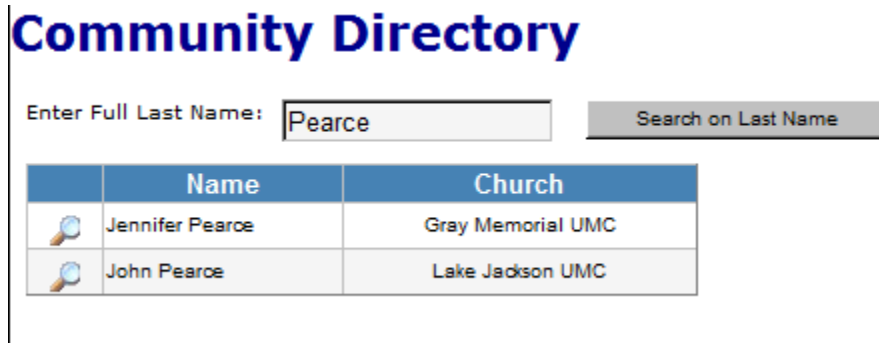 Community Directory
Enter Full Last Name: Pearce Search on Last Name
Name Church
Jennifer Pearce Gray Memorial UMC
John Pearce Lake Jackson UMC